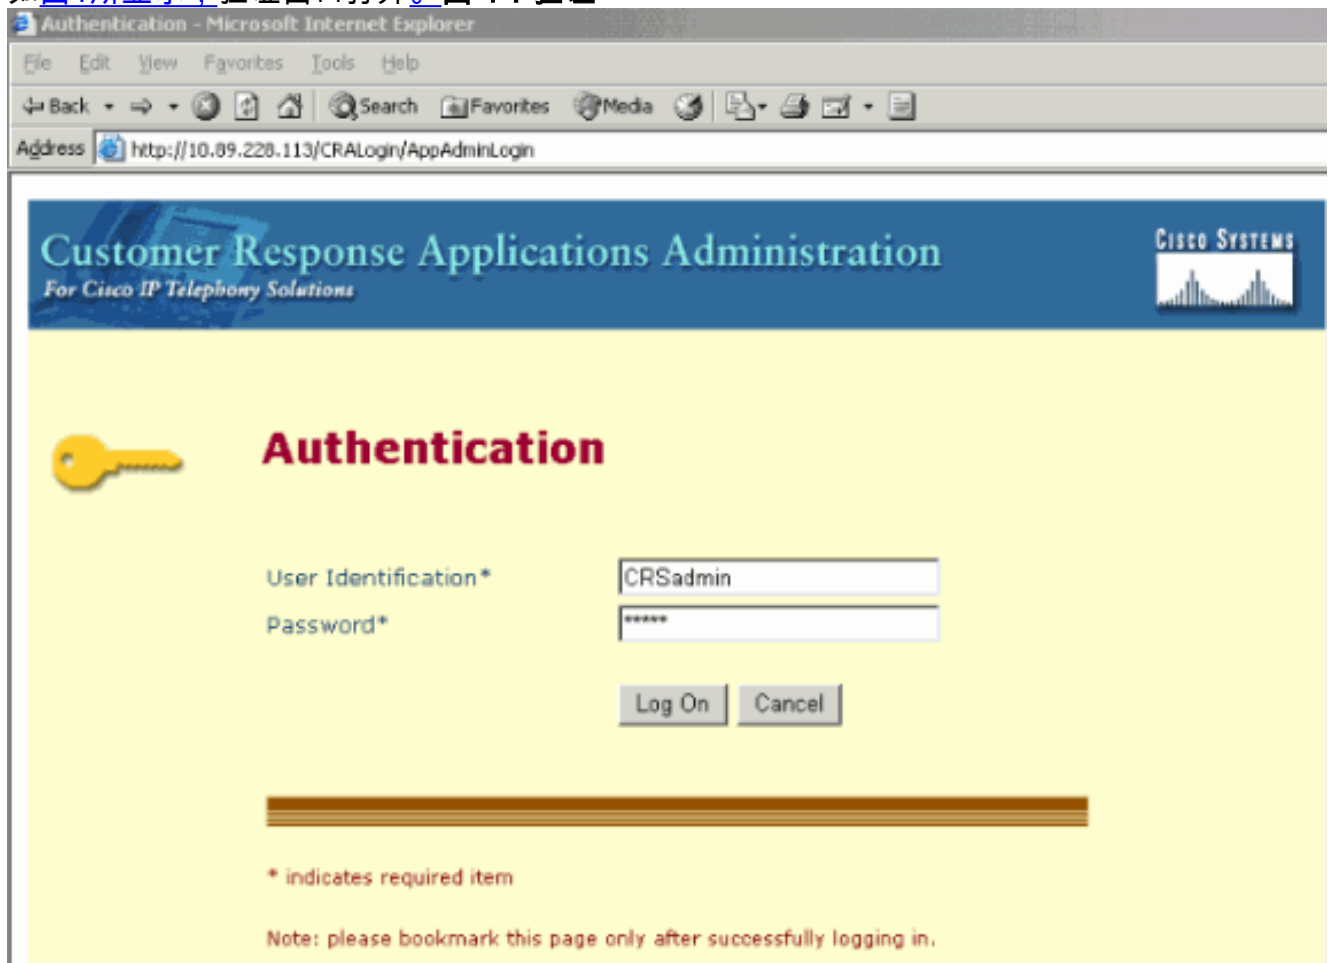 Authentication - Microsoft Internet Explorer
File Edit View Favorites Tools Help
Back Search Favorites Media
Address http://10.89.228.113/CRALogin/AppAdminLogin
Customer Response Applications Administration
For Cisco IP Telephony Solutions
CISCO SYSTEMS
Authentication
User Identification* CRSadmin
Password* *****
Log On Cancel
* indicates required item
Note: please bookmark this page only after successfully logging in.